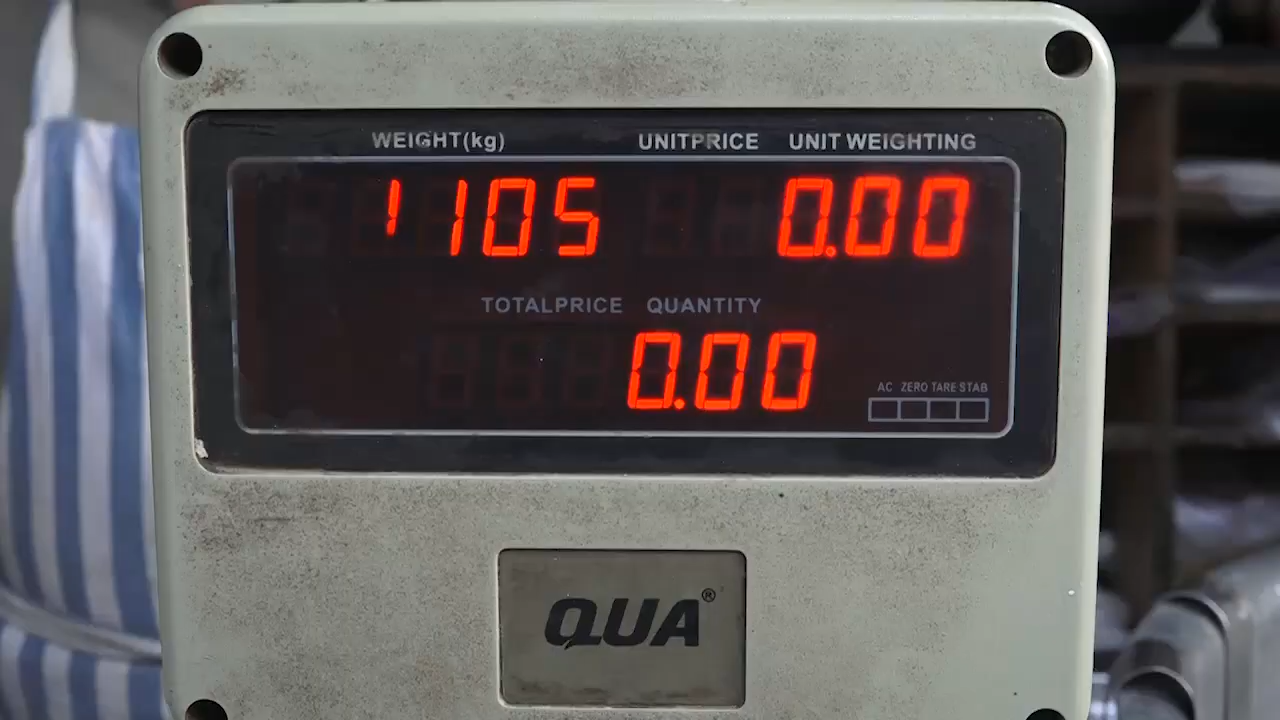 WEIGHT(kg) UNITPRICE UNIT WEIGHTING
1105 0.00
TOTALPRICE QUANTITY
0.00
AC ZERO TARE STAB
QUA®